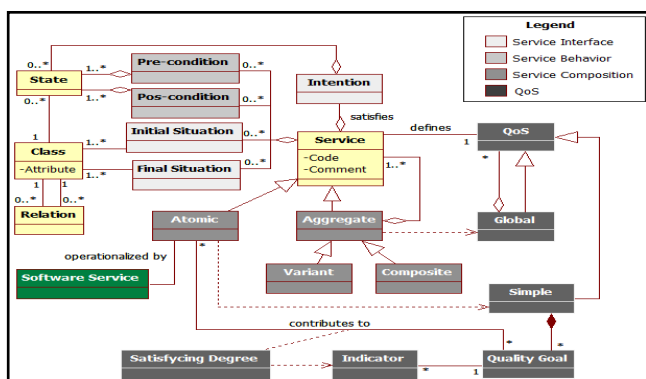 Legend
Service Interface
Service Behavior
Service Composition
QoS
0..*
1..*
Pre-condition
0..*
State
0..*
1..*
Pos-condition
0..*
Intention
satisfies
0..*
1
1..*
Initial Situation
0..*
Service
-Code
-Comment
defines
1
QoS
Class
-Attribute
1..*
Final Situation
0..*
1..*
*
1
1
0..*
0..*
Relation
Atomic
Aggregate
Global
*
operationalized by
Software Service
Variant
Composite
Simple
contributes to
*
*
Satisfycing Degree
Indicator
*
1
Quality Goal